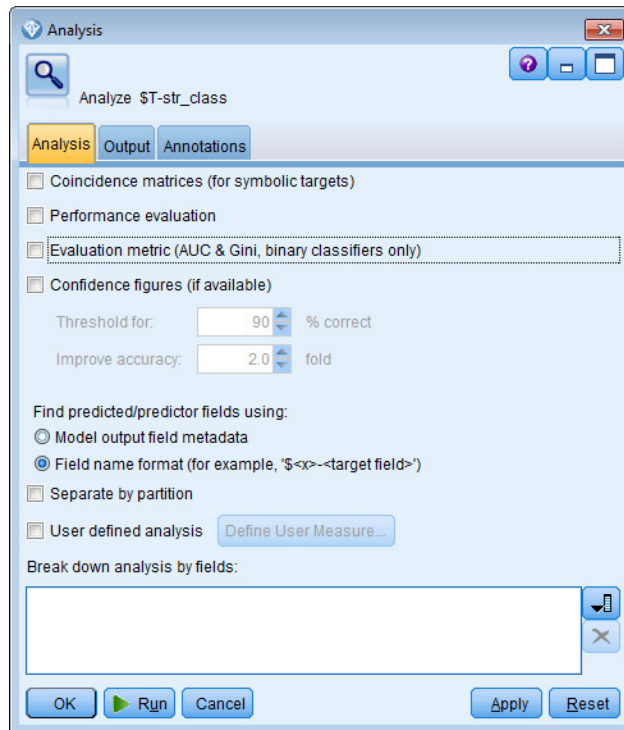 Analysis
?
Analyze $T-str_class
Analysis Output Annotations
Coincidence matrices (for symbolic targets)
Performance evaluation
Evaluation metric (AUC & Gini, binary classifiers only)
Confidence figures (if available)
Threshold for: 90 % correct
Improve accuracy: 2.0 fold
Find predicted/predictor fields using:
Model output field metadata
Field name format (for example, '$<x>-<target field>')
Separate by partition
User defined analysis Define User Measure...
Break down analysis by fields:
OK Run Cancel Apply Reset